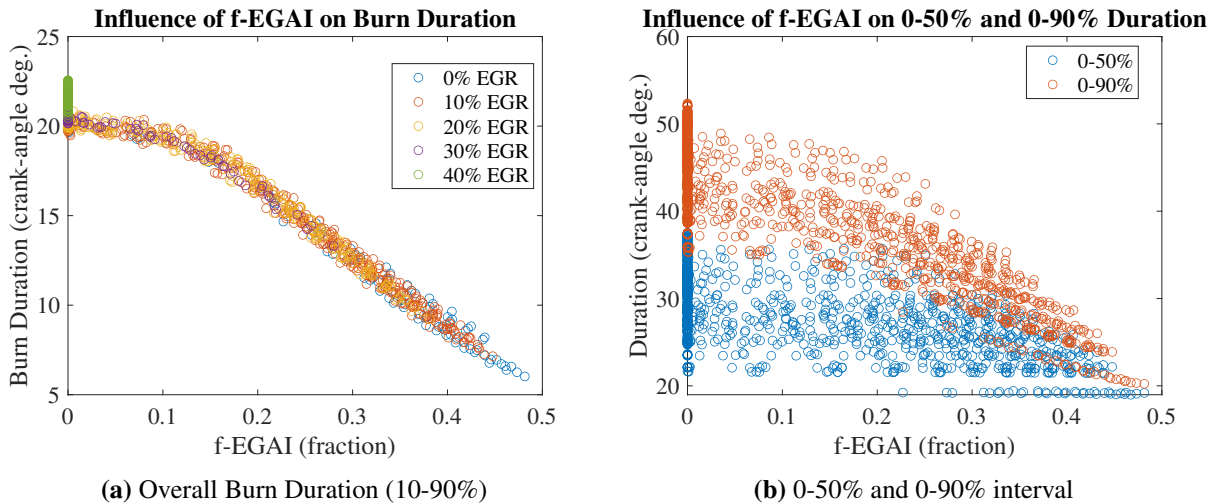 Influence of f-EGAI on Burn Duration
25
20
15
10
5
Burn Duration (crank-angle deg.)
0% EGR
10% EGR
20% EGR
30% EGR
40% EGR
0
0.1
0.2
0.3
0.4
0.5
f-EGAI (fraction)
(a) Overall Burn Duration (10-90%)
Influence of f-EGAI on 0-50% and 0-90% Duration
60
50
40
30
20
Duration (crank-angle deg.)
0-50%
0-90%
0
0.1
0.2
0.3
0.4
0.5
f-EGAI (fraction)
(b) 0-50% and 0-90% interval